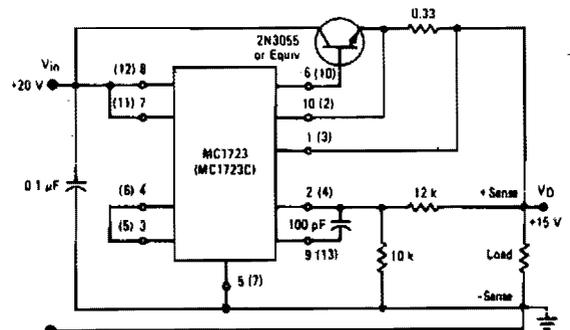 0.33
2N3055
or Equiv
Vin
+20 V
(12) 8
6 (10)
(11) 7
10 (2)
1 (3)
MC1723
(MC1723C)
0.1 µF
(6) 4
2 (4)
12 k
+Sense
VO
+15 V
(5) 3
100 pF
9 (13)
10 k
Load
5 (7)
-Sense